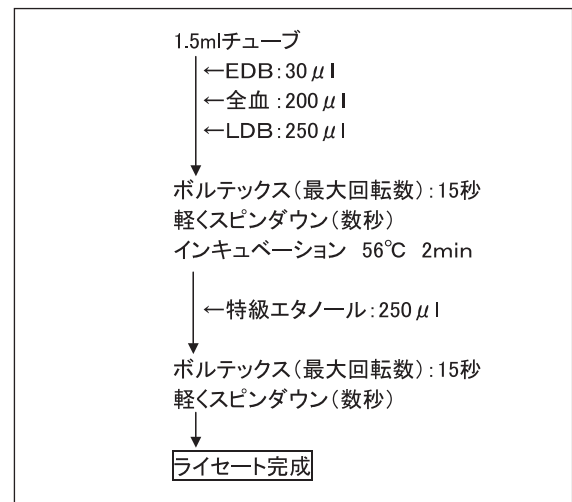 1.5mlチューブ
←EDB:30μl
←全血:200μl
←LDB:250μl
ボルテックス(最大回転数):15秒
軽くスピンダウン(数秒)
インキュベーション 56℃ 2min
←特級エタノール:250μl
ボルテックス(最大回転数):15秒
軽くスピンダウン(数秒)
ライセート完成